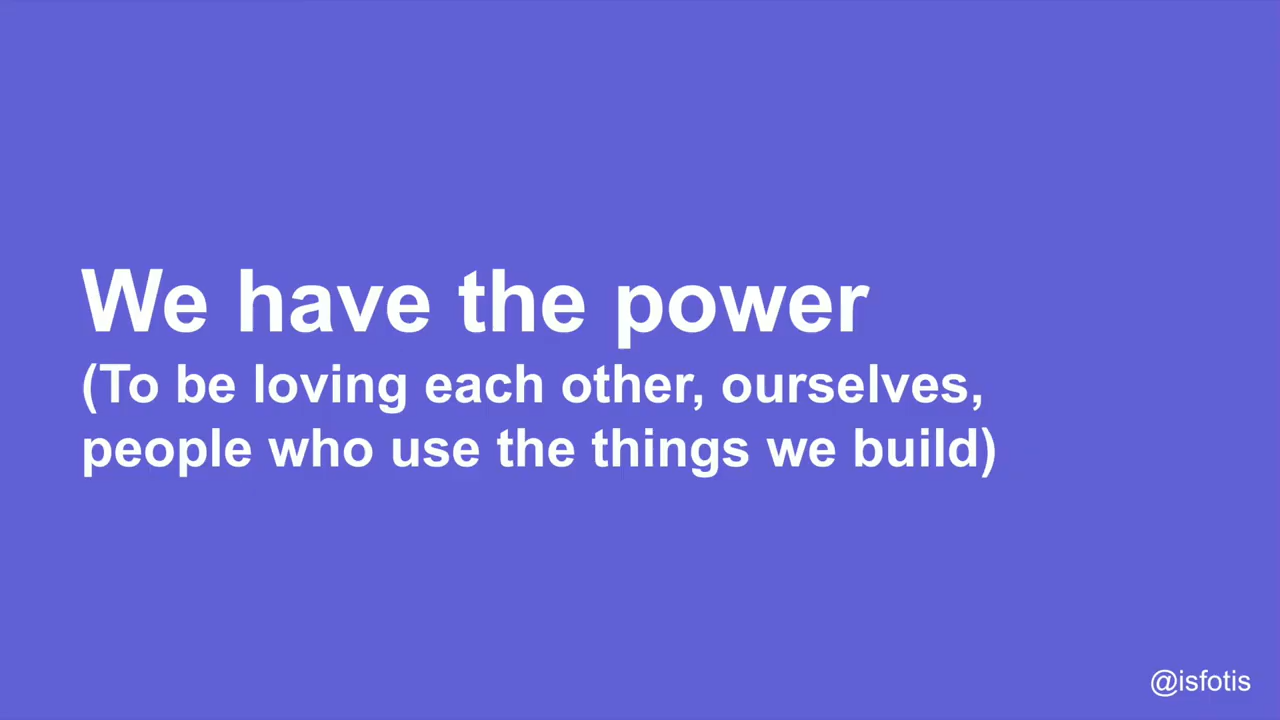 We have the power
(To be loving each other, ourselves,
people who use the things we build)
@isfotis